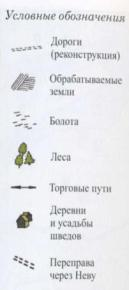 Условные обозначения
Дороги
(реконструкция)
Обрабатываемые
земли
Болота
Леса
Торговые пути
Деревни
и усадьбы
шведов
Переправа
через Неву